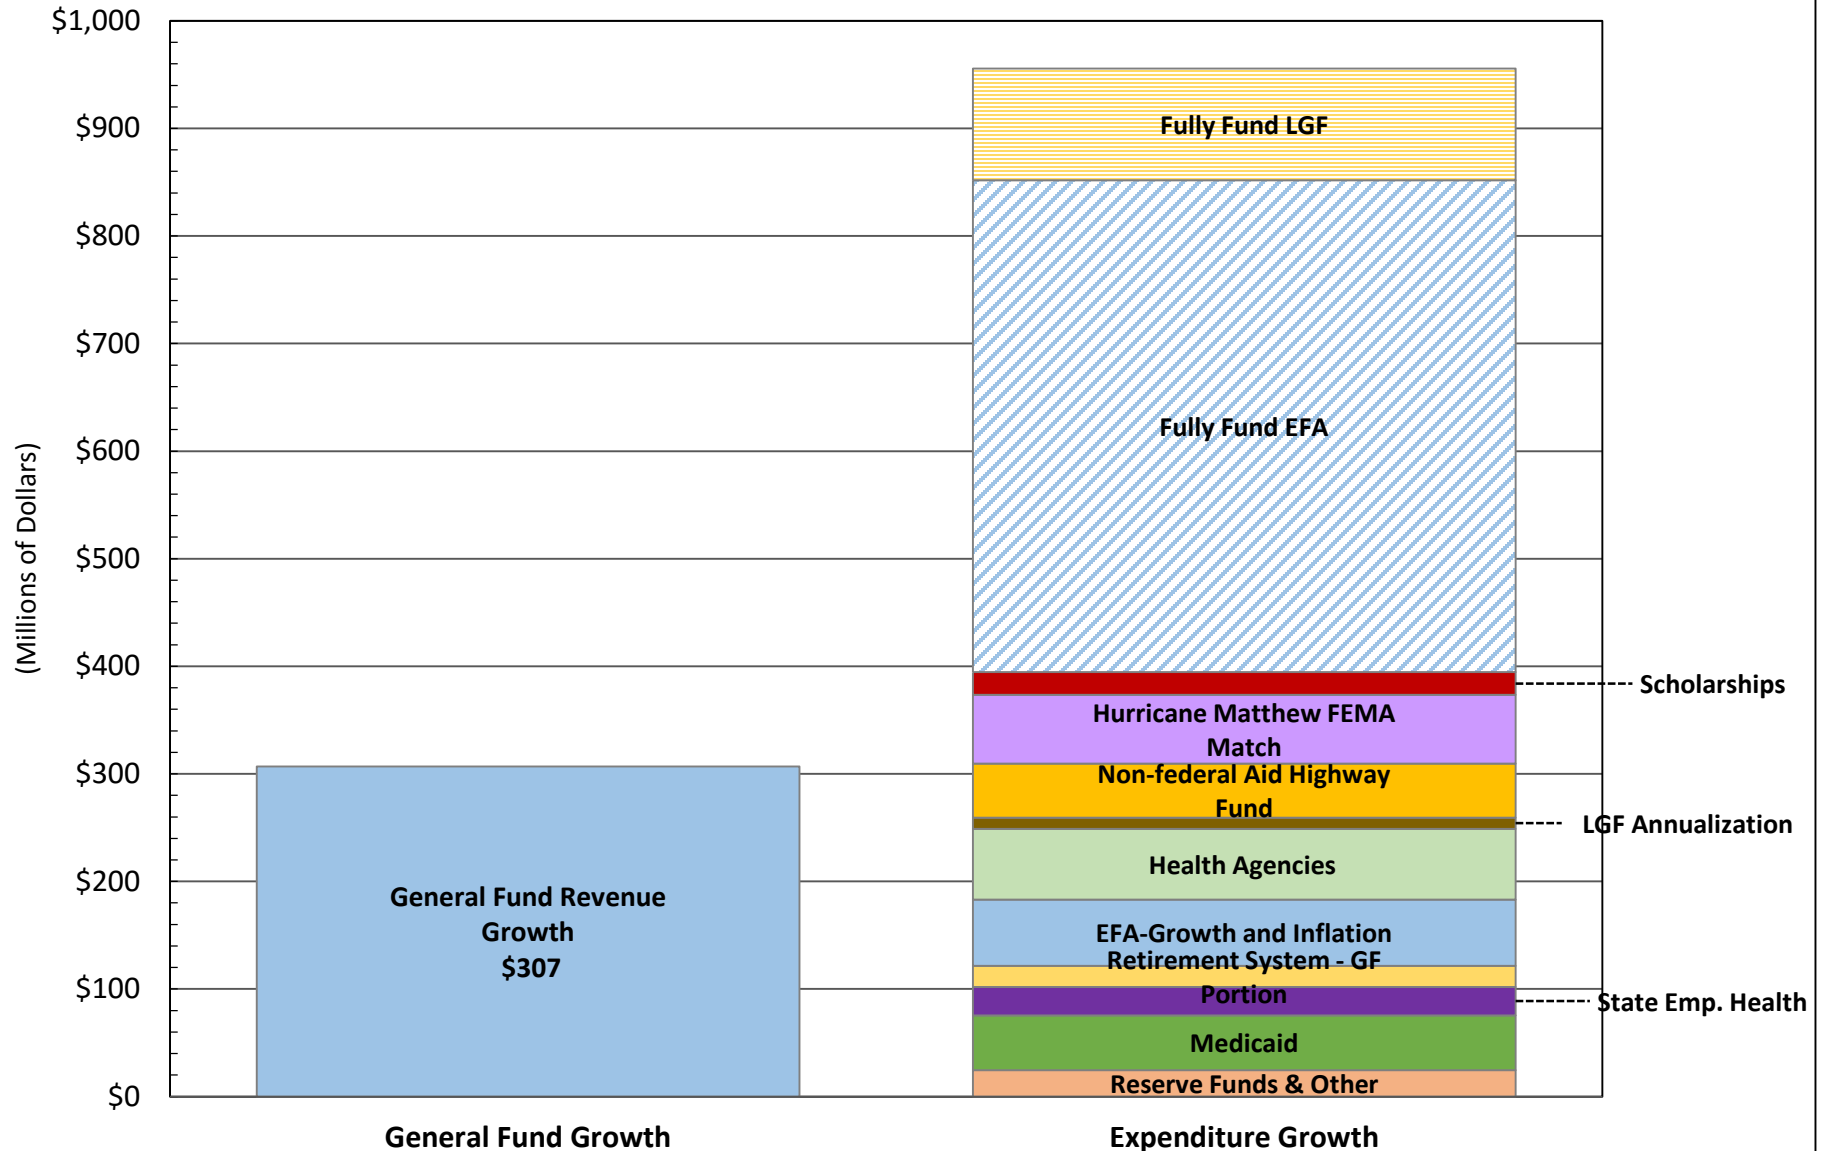 $1,000
$900
$800
$700
$600
$500
$400
$300
$200
$100
$0
(Millions of Dollars)
General Fund Revenue
Growth
$307
Fully Fund LGF
Fully Fund EFA
Scholarships
Hurricane Matthew FEMA
Match
Non-federal Aid Highway
Fund
LGF Annualization
Health Agencies
EFA-Growth and Inflation
Retirement System - GF
Portion
State Emp. Health
Medicaid
Reserve Funds & Other
General Fund Growth
Expenditure Growth